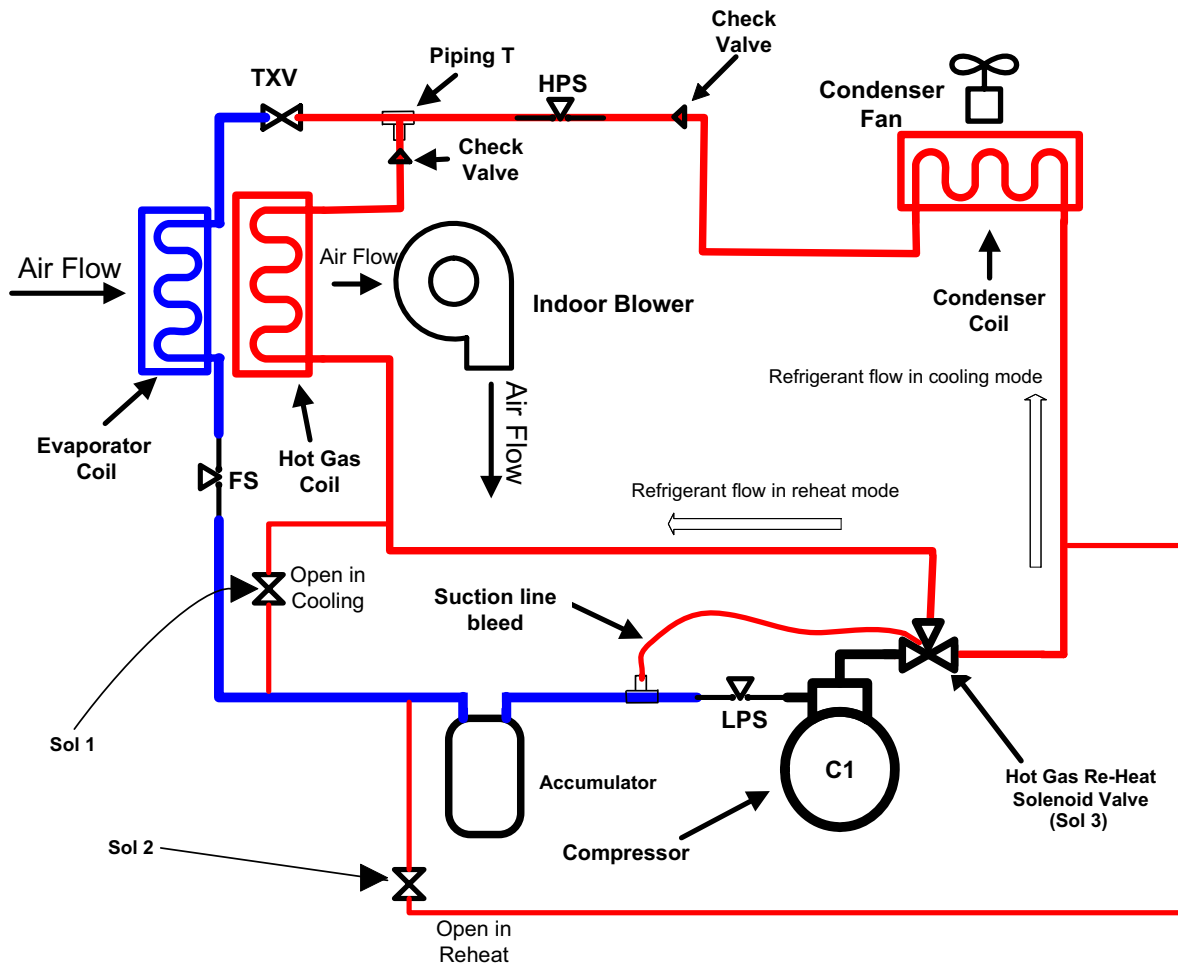 Check
Valve
Piping T
TXV
HPS
Condenser
Fan
Check
Valve
Air Flow
Air Flow
Indoor Blower
Condenser
Coil
Refrigerant flow in cooling mode
Air Flow
Evaporator
Coil
Hot Gas
Coil
FS
Refrigerant flow in reheat mode
Open in
Cooling
Suction line
bleed
Sol 1
LPS
C1
Accumulator
Hot Gas Re-Heat
Solenoid Valve
(Sol 3)
Sol 2
Compressor
Open in
Reheat